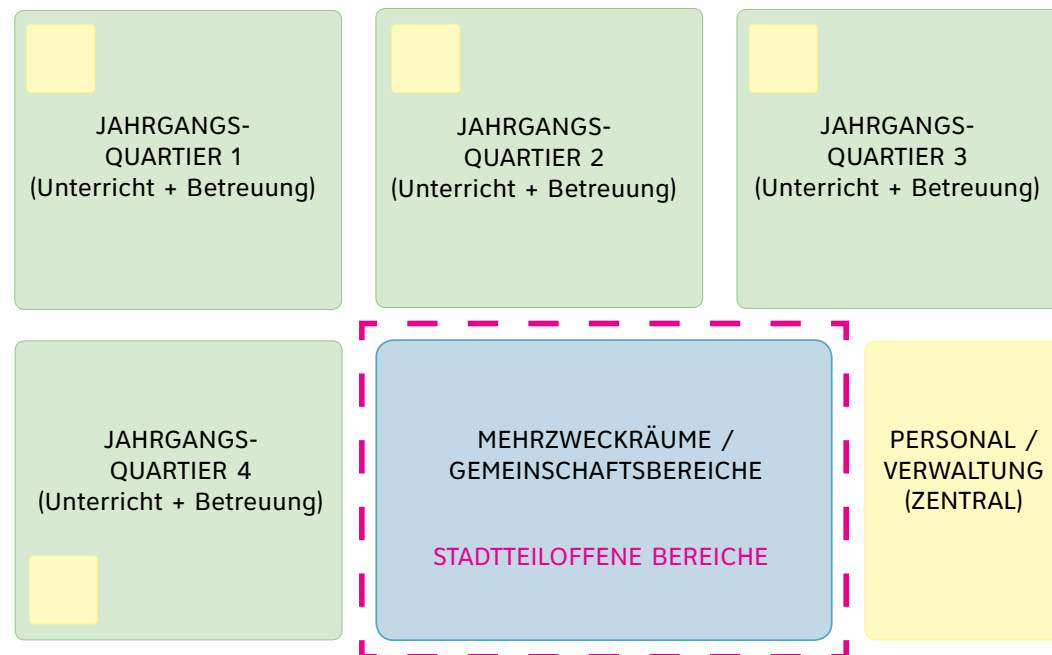 JAHRGANGS-
QUARTIER 1
(Unterricht + Betreuung)
JAHRGANGS-
QUARTIER 2
(Unterricht + Betreuung)
JAHRGANGS-
QUARTIER 3
(Unterricht + Betreuung)
JAHRGANGS-
QUARTIER 4
(Unterricht + Betreuung)
MEHRZWECKRÄUME /
GEMEINSCHAFTSBEREICHE
STADTTEILOFFENE BEREICHE
PERSONAL /
VERWALTUNG
(ZENTRAL)